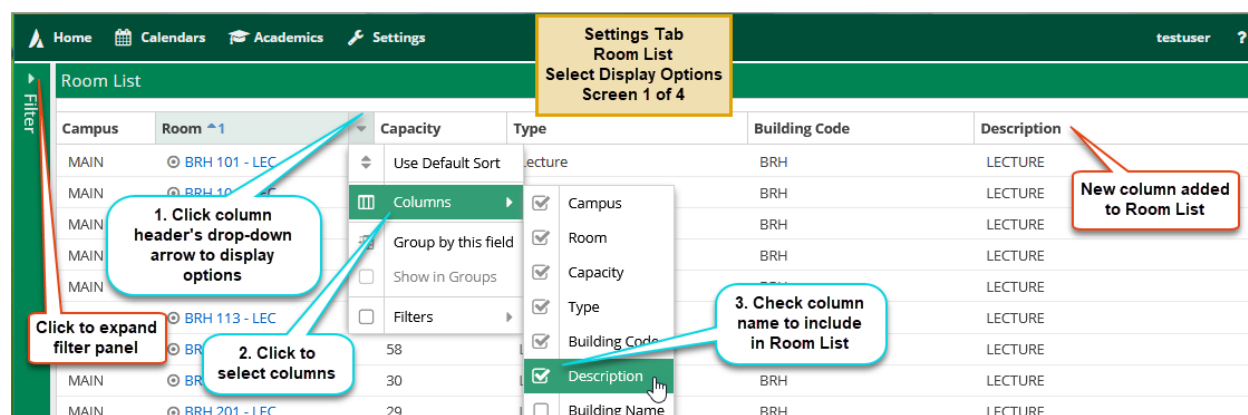 Home Calendars Academics Settings testuser ?
Settings Tab
Room List
Select Display Options
Screen 1 of 4
Filter
Room List
Campus Room 1 Capacity Type Building Code Description
MAIN BRH 101 - LEC Lecture BRH LECTURE
MAIN BRH LECTURE
MAIN BRH LECTURE
MAIN BRH LECTURE
MAIN LECTURE
BRH 113 - LEC LECTURE
58 LECTURE
MAIN 30 BRH LECTURE
MAIN BRH 201 - LEC 29 BRH LECTURE
Use Default Sort
Columns
Group by this field
Show in Groups
Filters
Campus
Room
Capacity
Type
Building Code
Description
Building Name
1. Click column
header's drop-down
arrow to display
options
2. Click to
select columns
3. Check column
name to include
in Room List
New column added
to Room List
Click to expand
filter panel